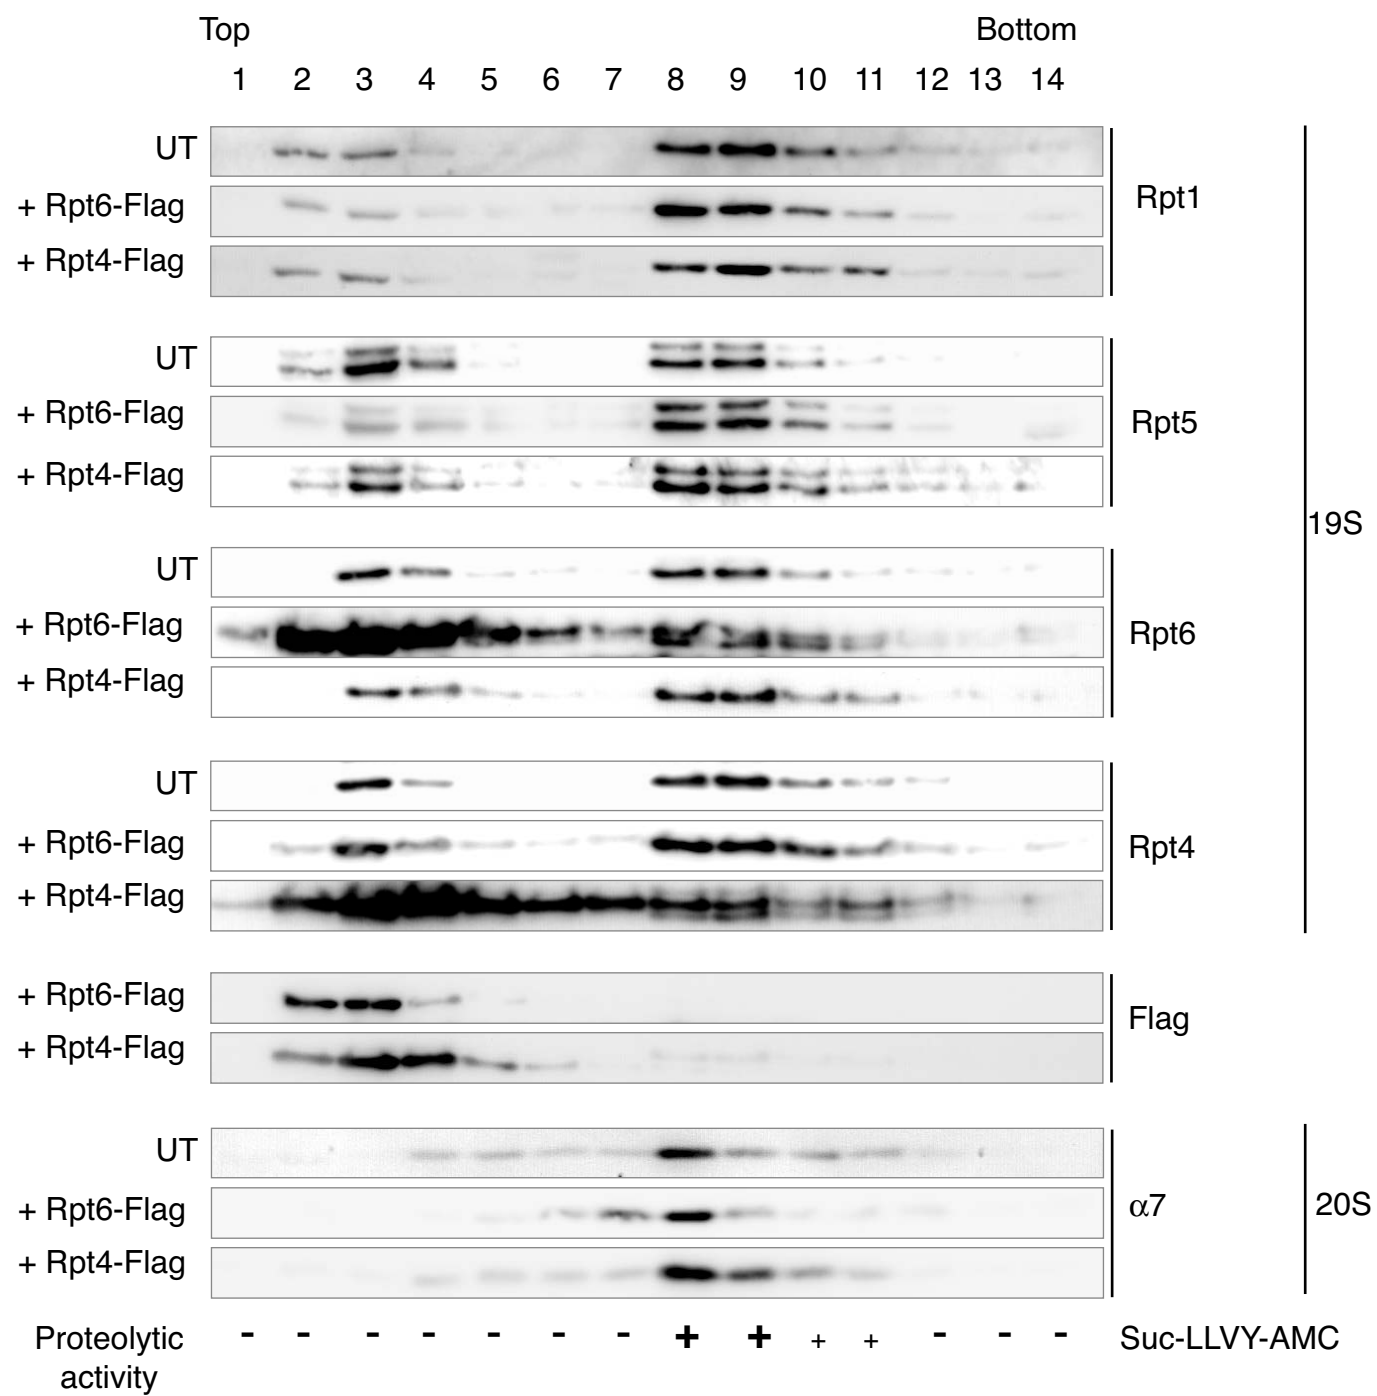 Top Bottom
1 2 3 4 5 6 7 8 9 10 11 12 13 14
UT
+ Rpt6-Flag Rpt1
+ Rpt4-Flag
UT
+ Rpt6-Flag Rpt5
+ Rpt4-Flag
19S
UT
+ Rpt6-Flag Rpt6
+ Rpt4-Flag
UT
+ Rpt6-Flag Rpt4
+ Rpt4-Flag
+ Rpt6-Flag Flag
+ Rpt4-Flag
UT
+ Rpt6-Flag α7 20S
+ Rpt4-Flag
Proteolytic - - - - - - - + + + + - - - Suc-LLVY-AMC
activity